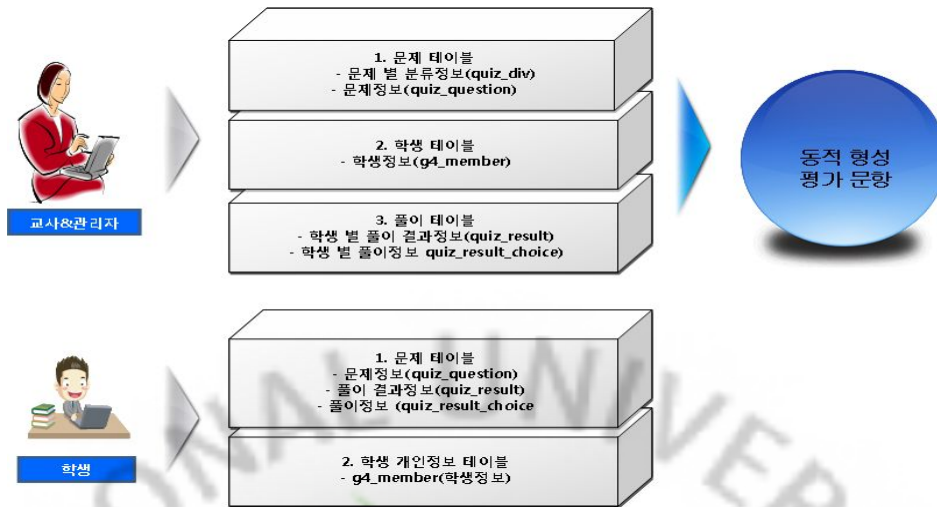 1. 문제 테이블
- 문제 별 분류정보(quiz_div)
- 문제정보(quiz_question)
2. 학생 테이블
- 학생정보(g4_member)
3. 풀이 테이블
- 학생 별 풀이 결과정보(quiz_result)
- 학생 별 풀이정보 quiz_result_choice)
교사&관리자
동적 형성
평가 문항
1. 문제 테이블
- 문제정보(quiz_question)
- 풀이 결과정보(quiz_result)
- 풀이정보 (quiz_result_choice
2. 학생 개인정보 테이블
- g4_member(학생정보)
학생
ONAL UNIVER